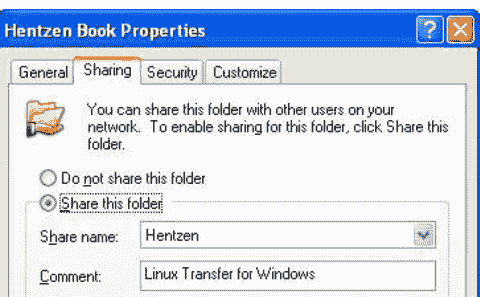 Hentzen Book Properties
General Sharing Security Customize
You can share this folder with other users on your
network. To enable sharing for this folder, click Share this
folder.
Do not share this folder
Share this folder
Share name: Hentzen
Comment: Linux Transfer for Windows